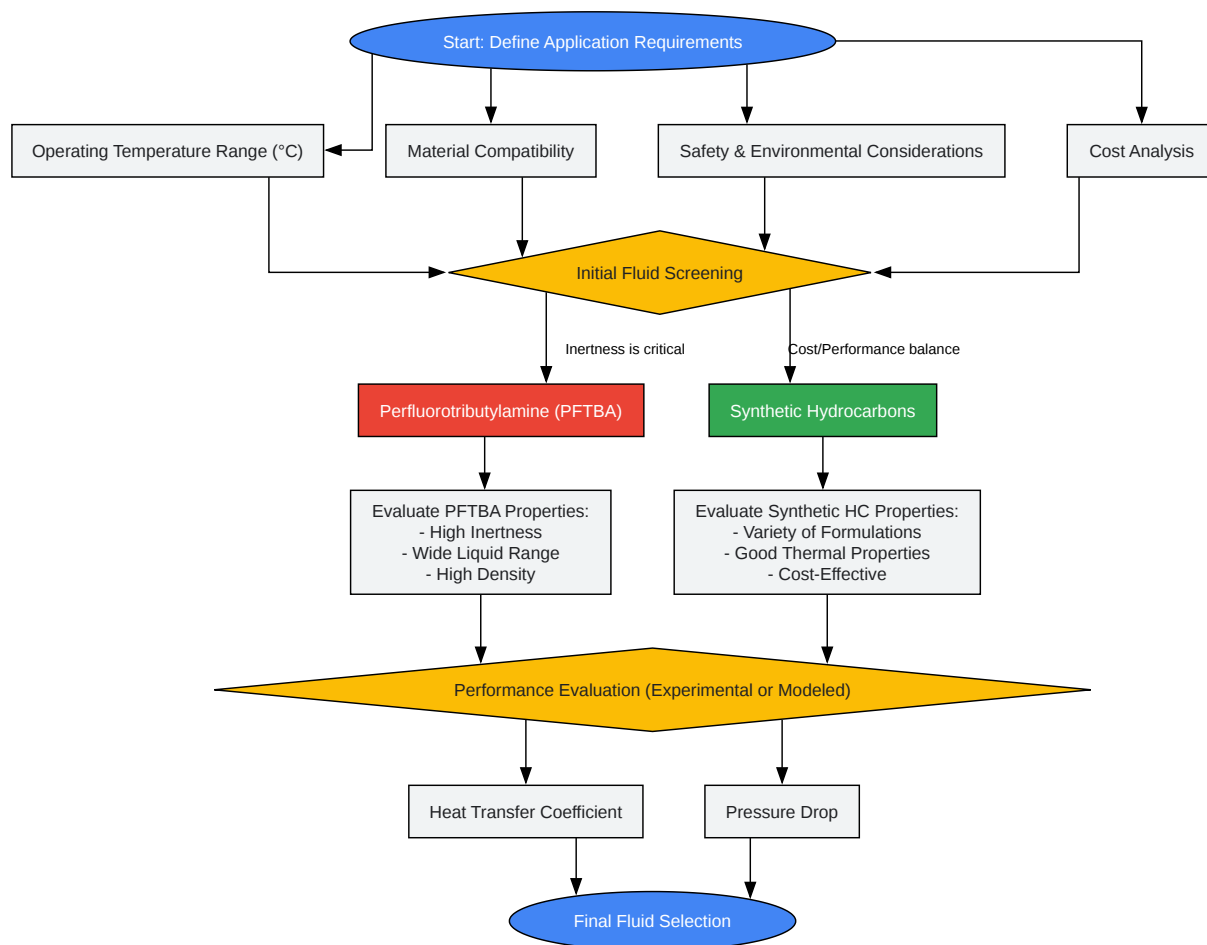 Start: Define Application Requirements
Operating Temperature Range (°C)
Material Compatibility
Safety & Environmental Considerations
Cost Analysis
Initial Fluid Screening
Inertness is critical
Cost/Performance balance
Perfluorotributylamine (PFTBA)
Synthetic Hydrocarbons
Evaluate PFTBA Properties:
- High Inertness
- Wide Liquid Range
- High Density
Evaluate Synthetic HC Properties:
- Variety of Formulations
- Good Thermal Properties
- Cost-Effective
Performance Evaluation (Experimental or Modeled)
Heat Transfer Coefficient
Pressure Drop
Final Fluid Selection